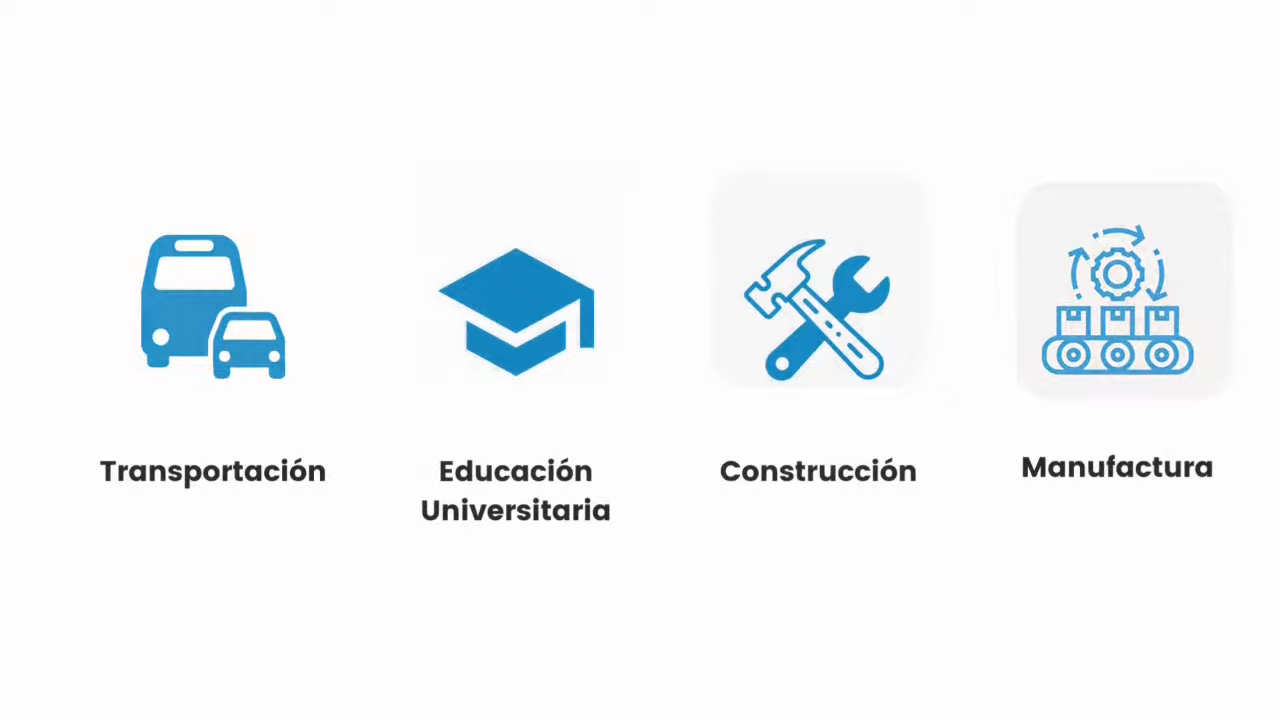 Transportación
Educación
Universitaria
Construcción
Manufactura